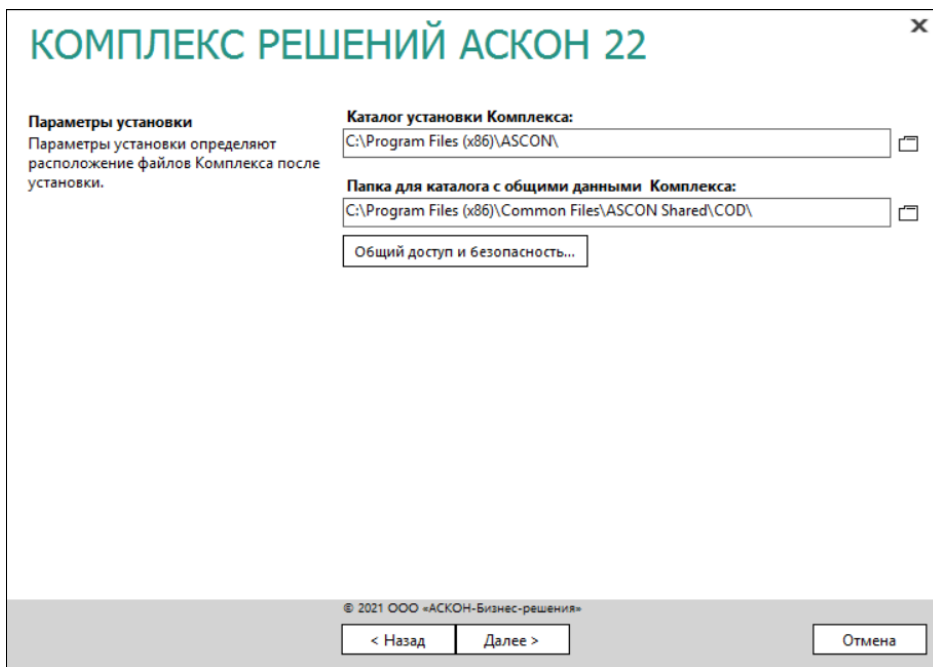 КОМПЛЕКС РЕШЕНИЙ АСКОН 22
Параметры установки
Параметры установки определяют
расположение файлов Комплекса после
установки.
Каталог установки Комплекса:
C:\Program Files (x86)\ASCON\
Папка для каталога с общими данными  Комплекса:
C:\Program Files (x86)\Common Files\ASCON Shared\COD\
Общий доступ и безопасность...
© 2021 ООО «АСКОН-Бизнес-решения»
< Назад
Далее >
Отмена